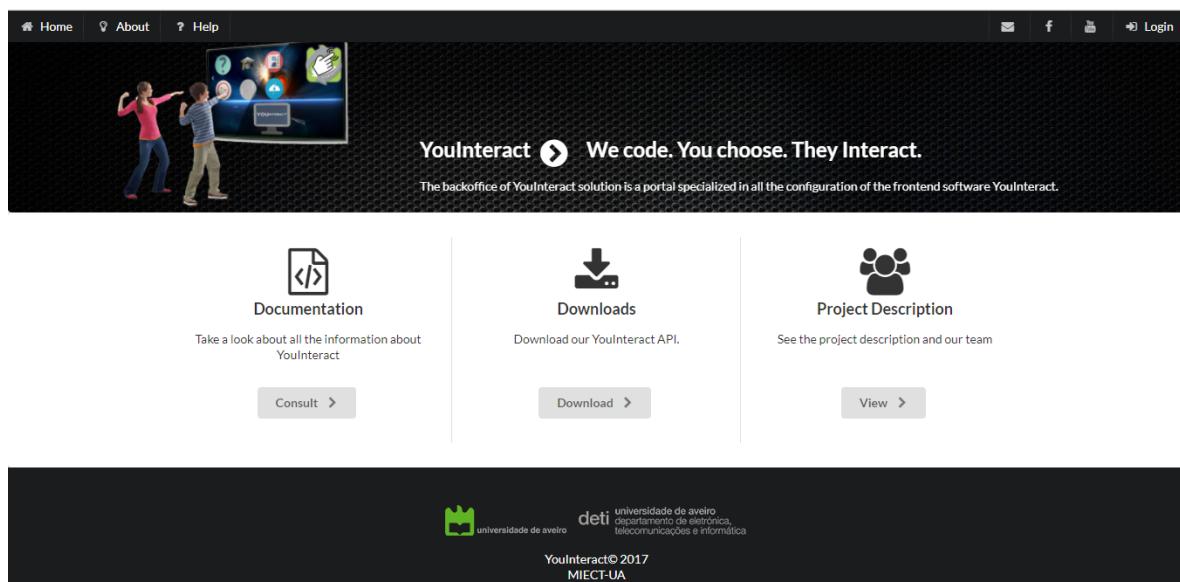 Home
About
? Help
Login
YOUINTERACT
YouInteract
We code. You choose. They Interact.
The backoffice of YouInteract solution is a portal specialized in all the configuration of the frontend software YouInteract.
Documentation
Take a look about all the information about
YouInteract
Consult
Downloads
Download our YouInteract API.
Download
Project Description
See the project description and our team
View
universidade de aveiro
deti
universidade de aveiro
departamento de eletrónica,
telecomunicações e informática
YouInteract© 2017
MIECT-UA